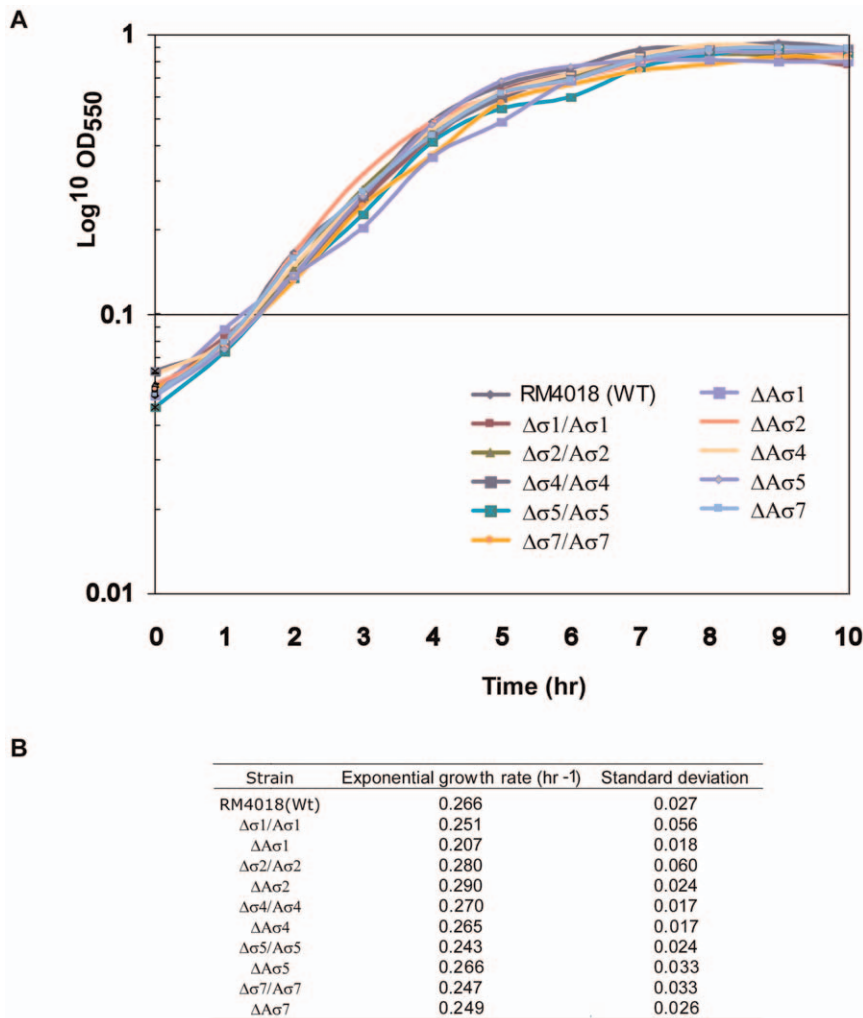 A
Log10 OD550
1
0.1
0.01
0 1 2 3 4 5 6 7 8 9 10
Time (hr)
RM4018 (WT)
Δσ1/Aσ1
Δσ2/Aσ2
Δσ4/Aσ4
Δσ5/Aσ5
Δσ7/Aσ7
ΔAσ1
ΔAσ2
ΔAσ4
ΔAσ5
ΔAσ7
B
Strain Exponential growth rate (hr -1) Standard deviation
RM4018(Wt) 0.266 0.027
Δσ1/Aσ1 0.251 0.056
ΔAσ1 0.207 0.018
Δσ2/Aσ2 0.280 0.060
ΔAσ2 0.290 0.024
Δσ4/Aσ4 0.270 0.017
ΔAσ4 0.265 0.017
Δσ5/Aσ5 0.243 0.024
ΔAσ5 0.266 0.033
Δσ7/Aσ7 0.247 0.033
ΔAσ7 0.249 0.026